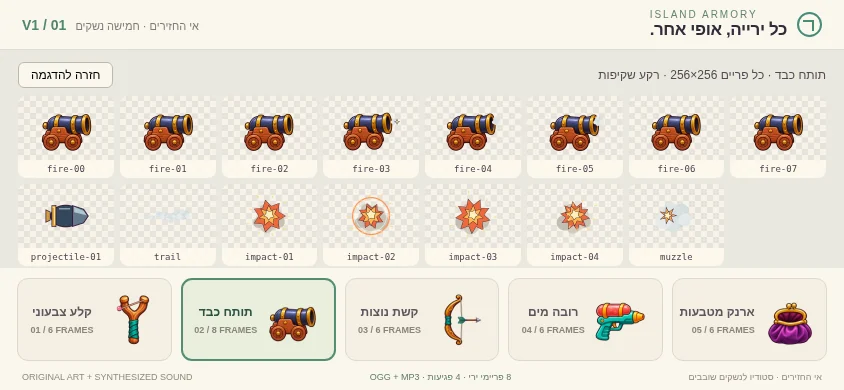 ISLAND ARMORY
כל ירייה, אופי אחר.
אי החזירים · חמישה נשקים
V1 / 01
תותח כבד · כל פריים 256×256 · רקע שקיפות
חזרה להדגמה
fire-00 fire-01 fire-02 fire-03 fire-04 fire-05 fire-06 fire-07
projectile-01 trail impact-01 impact-02 impact-03 impact-04 muzzle
קלע צבעוני
01 / 6 FRAMES
תותח כבד
02 / 8 FRAMES
קשת נוצות
03 / 6 FRAMES
רובה מים
04 / 6 FRAMES
ארנק מטבעות
05 / 6 FRAMES
ORIGINAL ART + SYNTHESIZED SOUND
8 פריימי ירי · 4 פגיעות · OGG + MP3
אי החזירים · סטודיו לנשקים שובבים